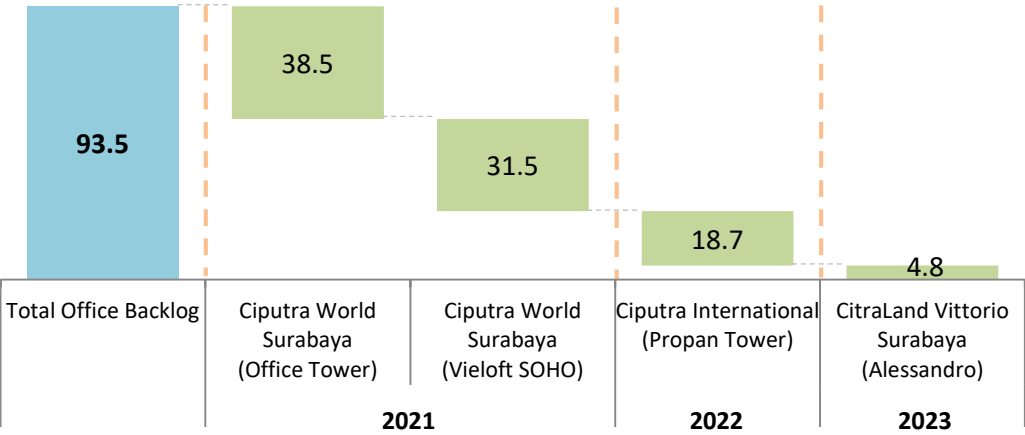 93.5
38.5
31.5
18.7
4.8
Total Office Backlog
Ciputra World
Surabaya
(Office Tower)
Ciputra World
Surabaya
(Vieloft SOHO)
Ciputra International
(Propan Tower)
CitraLand Vittorio
Surabaya
(Alessandro)
2021
2022
2023